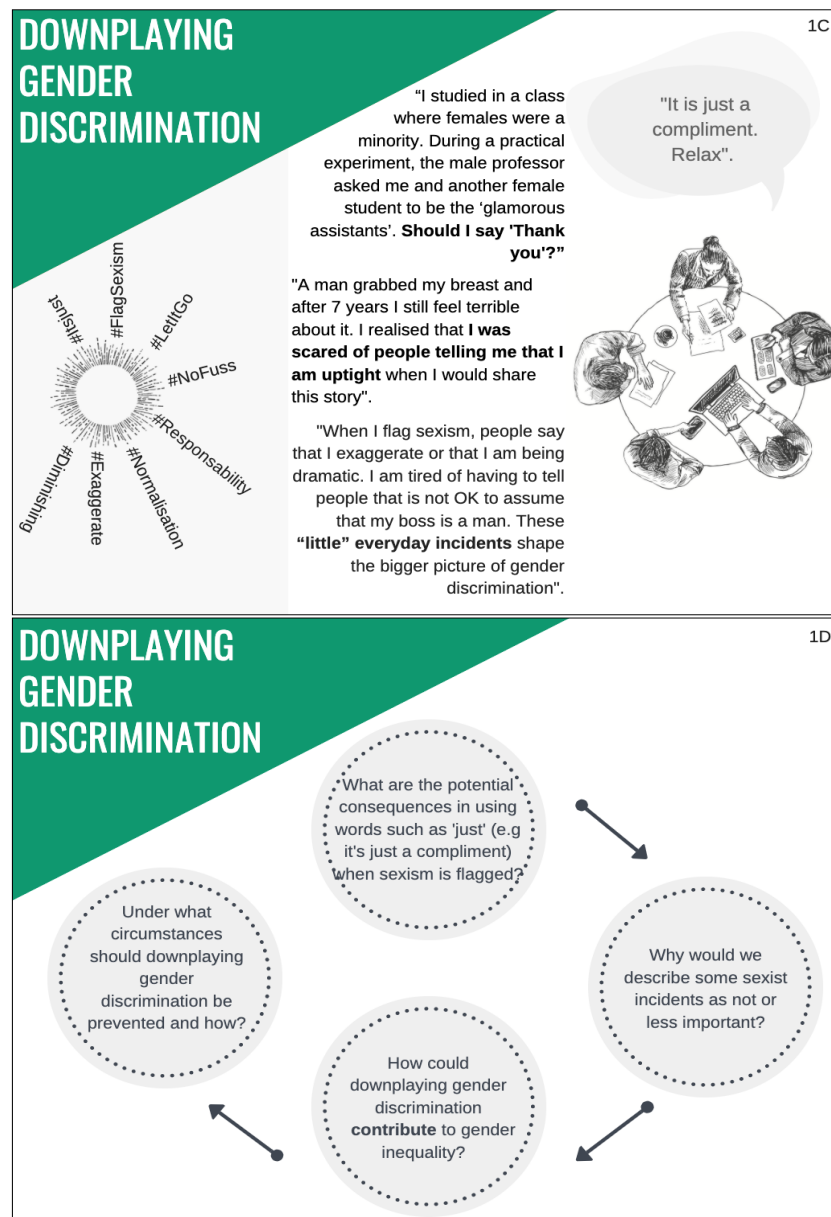 DOWNPLAYING
GENDER
DISCRIMINATION
1C
“I studied in a class
where females were a
minority. During a practical
experiment, the male professor
asked me and another female
student to be the ‘glamorous
assistants’. Should I say 'Thank
you'?”
"A man grabbed my breast and
after 7 years I still feel terrible
about it. I realised that I was
scared of people telling me that I
am uptight when I would share
this story".
"When I flag sexism, people say
that I exaggerate or that I am being
dramatic. I am tired of having to tell
people that is not OK to assume
that my boss is a man. These
“little” everyday incidents shape
the bigger picture of gender
discrimination".
"It is just a
compliment.
Relax".
#ItIsjust
#FlagSexism
#LetItGo
#NoFuss
#Responsability
#Normalisation
#Exaggerate
#Diminishing
DOWNPLAYING
GENDER
DISCRIMINATION
1D
What are the potential
consequences in using
words such as 'just' (e.g
it's just a compliment)
when sexism is flagged?
Why would we
describe some sexist
incidents as not or
less important?
How could
downplaying gender
discrimination
contribute to gender
inequality?
Under what
circumstances
should downplaying
gender
discrimination be
prevented and how?